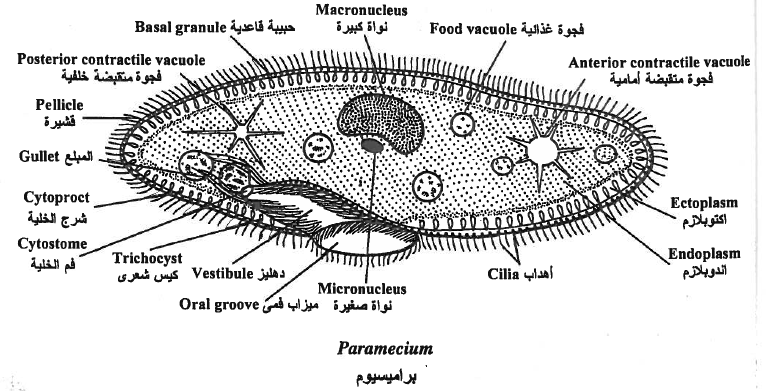 Macronucleus
نواة كبيرة
Basal granule حبيبة قاعدية
Food vacuole فجوة غذائية
Posterior contractile vacuole
فجوة متقبضة خلفية
Anterior contractile vacuole
فجوة متقبضة أمامية
Pellicle
قشيرة
Gullet المبلع
Cytoproct
شرج الخلية
Cytostome
فم الخلية
Trichocyst
كيس شعرى
Vestibule دهليز
Oral groove ميزاب فمى
Micronucleus
نواة صغيرة
Cilia أهداب
Ectoplasm
اكتوبلازم
Endoplasm
الدوبلازم
Paramecium
براميسيوم